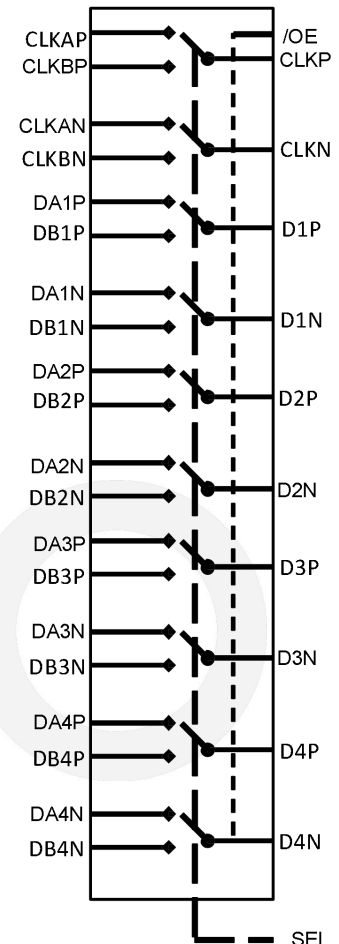 CLKAP
/OE
CLKBP
CLKP
CLKAN
CLKN
CLKBN
DA1P
D1P
DB1P
DA1N
D1N
DB1N
DA2P
D2P
DB2P
DA2N
D2N
DB2N
DA3P
D3P
DB3P
DA3N
D3N
DB3N
DA4P
D4P
DB4P
DA4N
D4N
DB4N
SEL